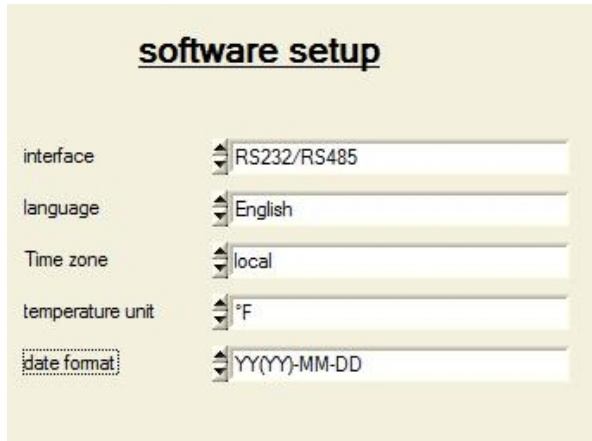 software setup
interface RS232/RS485
language English
Time zone local
temperature unit °F
date format YY(YY)-MM-DD